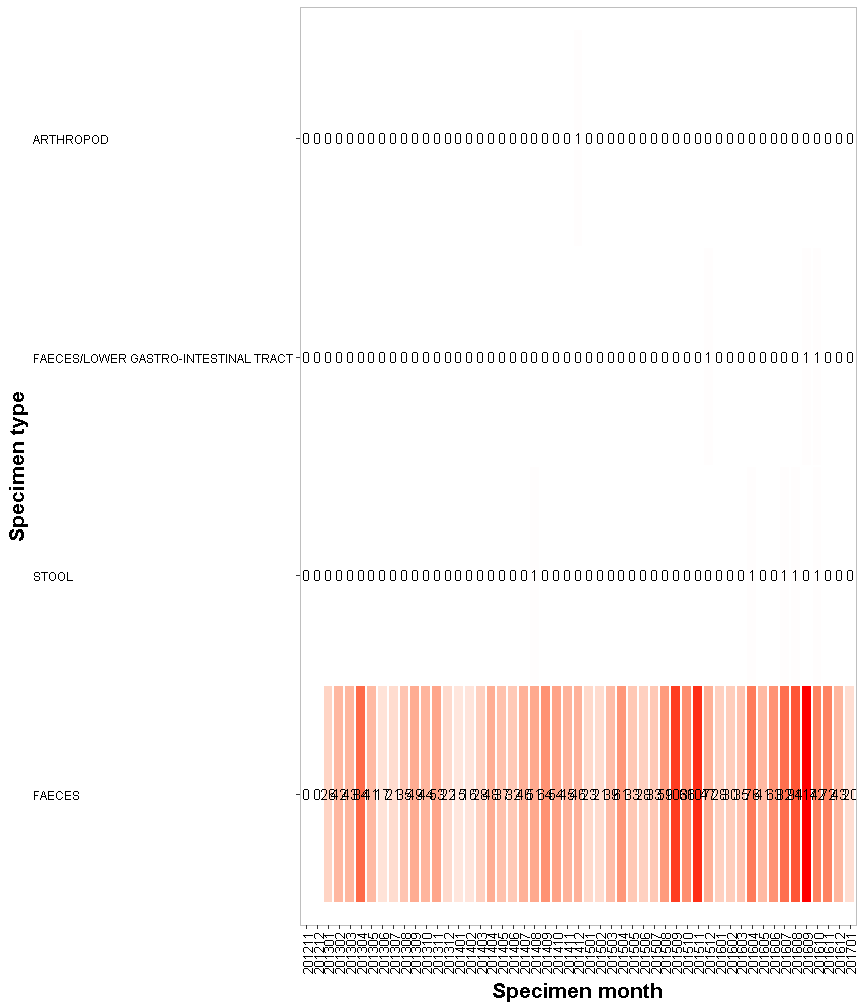 ARTHROPOD
0 0 0 0 0 0 0 0 0 0 0 0 0 0 0 0 0 0 0 0 0 0 0 0 0 1 0 0 0 0 0 0 0 0 0 0 0 0 0 0 0 0 0 0 0 0 0 0 0 0 0
FAECES/LOWER GASTRO-INTESTINAL TRACT
0 0 0 0 0 0 0 0 0 0 0 0 0 0 0 0 0 0 0 0 0 0 0 0 0 0 0 0 0 0 0 0 0 0 0 0 0 1 0 0 0 0 0 0 0 0 1 1 0 0 0
Specimen type
STOOL
0 0 0 0 0 0 0 0 0 0 0 0 0 0 0 0 0 0 0 0 0 1 0 0 0 0 0 0 0 0 0 0 0 0 0 0 0 0 0 0 0 1 0 0 1 1 0 1 0 0 0
FAECES
0 0
201211 201212 201301 201302 201303 201304 201305 201306 201307 201308 201309 201310 201311 201312 201401 201402 201403 201404 201405 201406 201407 201408 201409 201410 201411 201412 201501 201502 201503 201504 201505 201506 201507 201508 201509 201510 201511 201512 201601 201602 201603 201604 201605 201606 201607 201608 201609 201610 201611 201612 201701
Specimen month